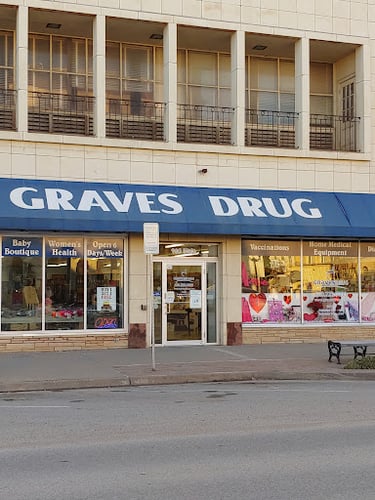 GRAVES DRUG
Baby
Boutique
Women's
Health
Open 6
Days/Week
Vaccinations
Home Medical
Equipment